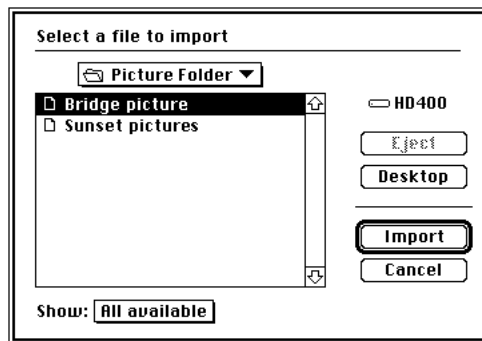 Select a file to import
Picture Folder
Bridge picture
Sunset pictures
HD400
Eject
Desktop
Import
Cancel
Show: All available